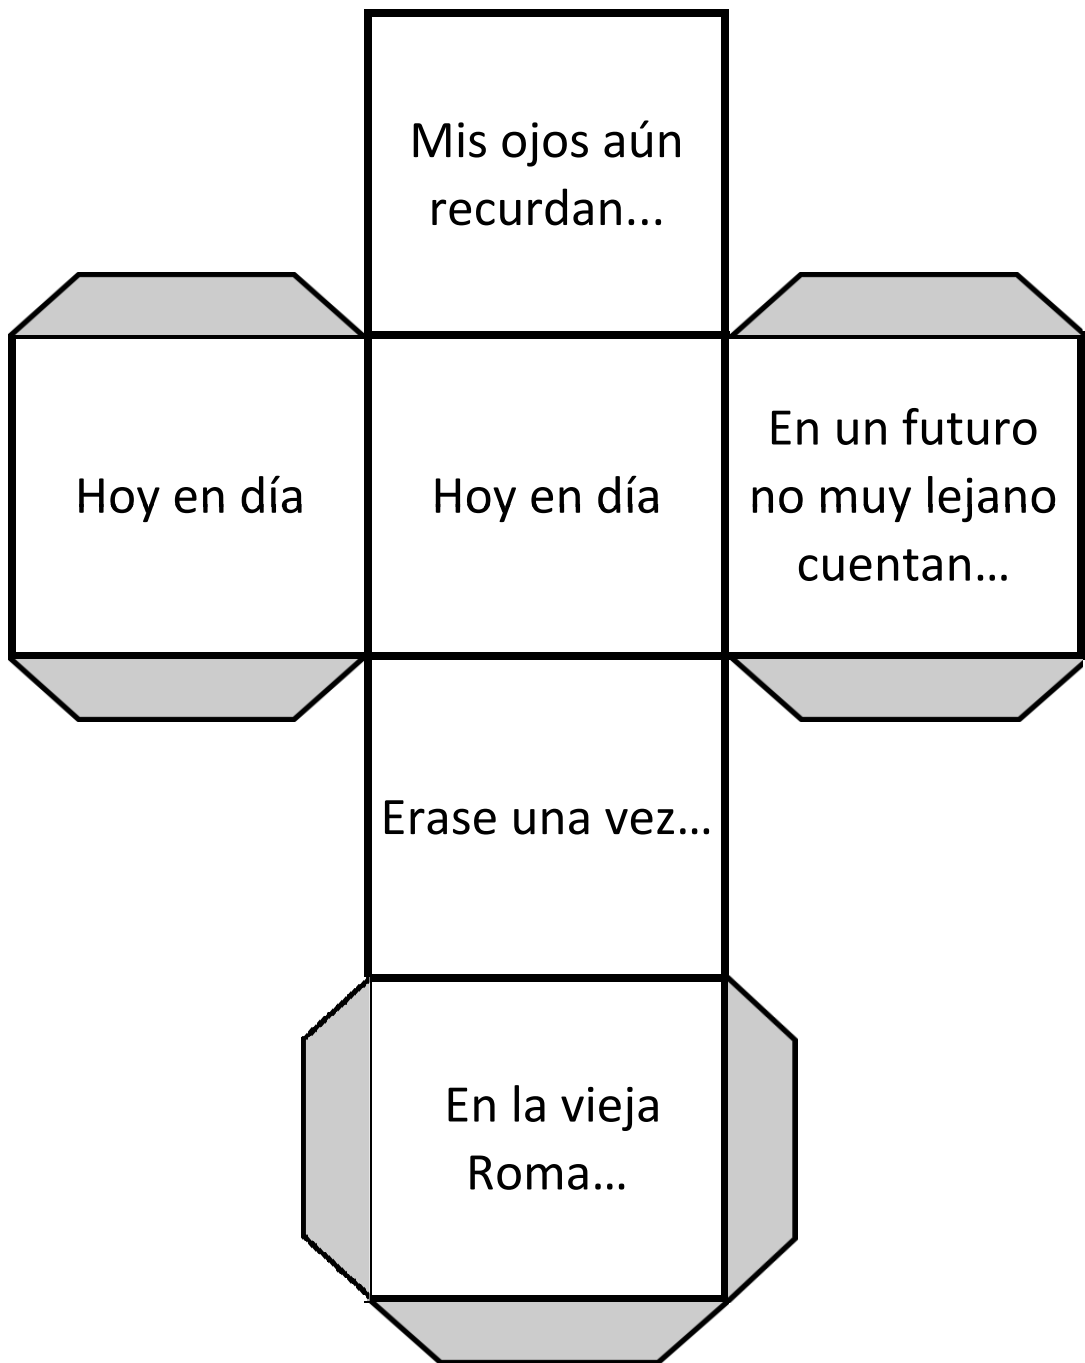 Mis ojos aún
recurdan...
Hoy en día
Hoy en día
En un futuro
no muy lejano
cuentan...
Erase una vez...
En la vieja
Roma...